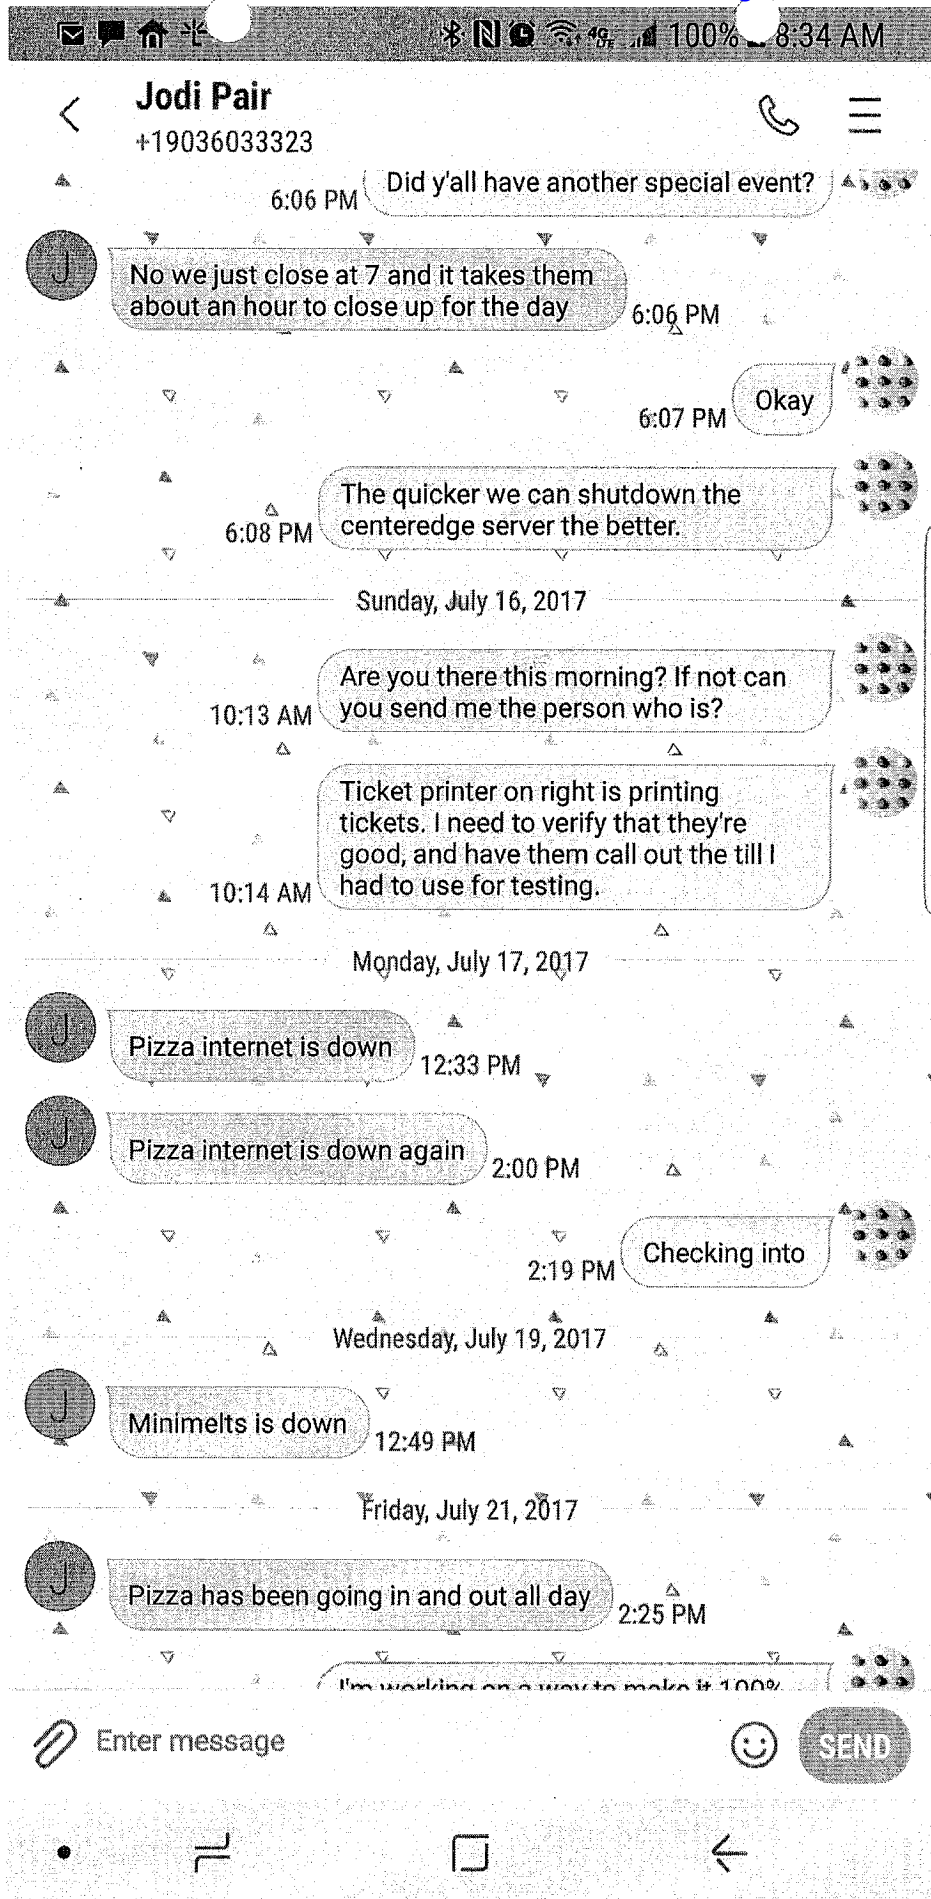 100% 8:34 AM
Jodi Pair
+19036033323
Did y'all have another special event?
6:06 PM
J
No we just close at 7 and it takes them
about an hour to close up for the day
6:06 PM
Okay
6:07 PM
The quicker we can shutdown the
centeredge server the better.
6:08 PM
Sunday, July 16, 2017
Are you there this morning? If not can
you send me the person who is?
10:13 AM
Ticket printer on right is printing
tickets. I need to verify that they're
good, and have them call out the till I
had to use for testing.
10:14 AM
Monday, July 17, 2017
J
Pizza internet is down
12:33 PM
J
Pizza internet is down again
2:00 PM
Checking into
2:19 PM
Wednesday, July 19, 2017
J
Minimelts is down
12:49 PM
Friday, July 21, 2017
J
Pizza has been going in and out all day
2:25 PM
I'm working on a way to make it 100%
Enter message
SEND